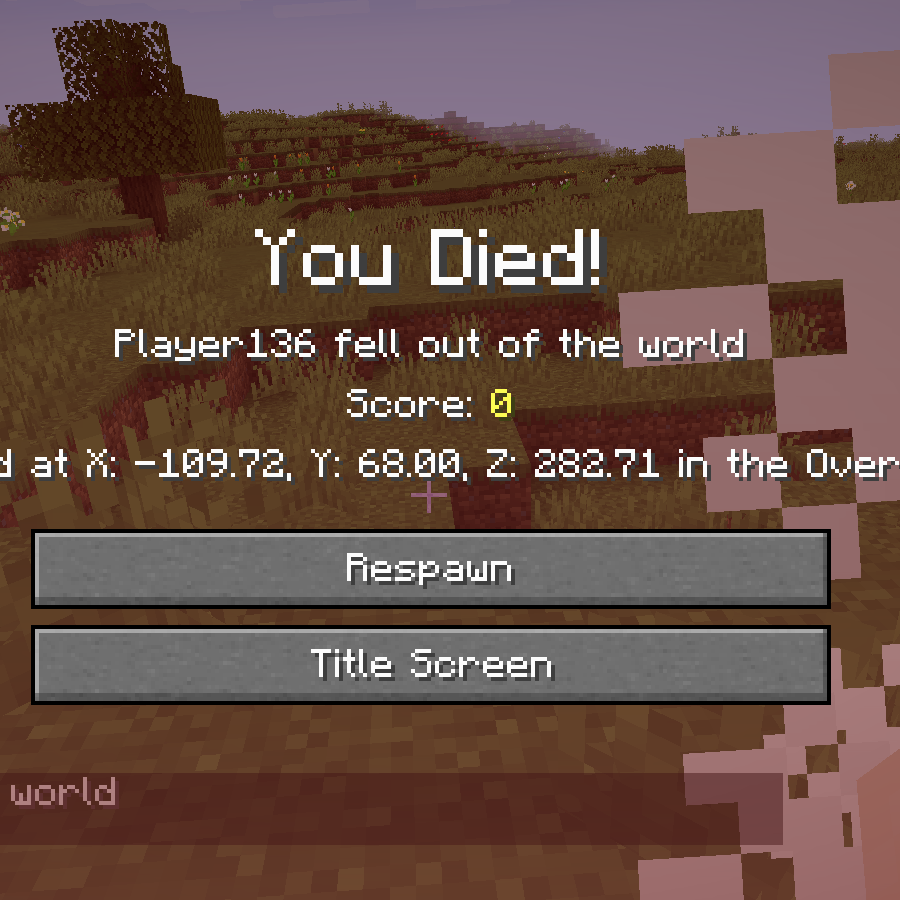 You Died!
Player136 fell out of the world
Score: 0
d at X: -109.72, Y: 68.00, Z: 282.71 in the Over
Respawn
Title Screen
world